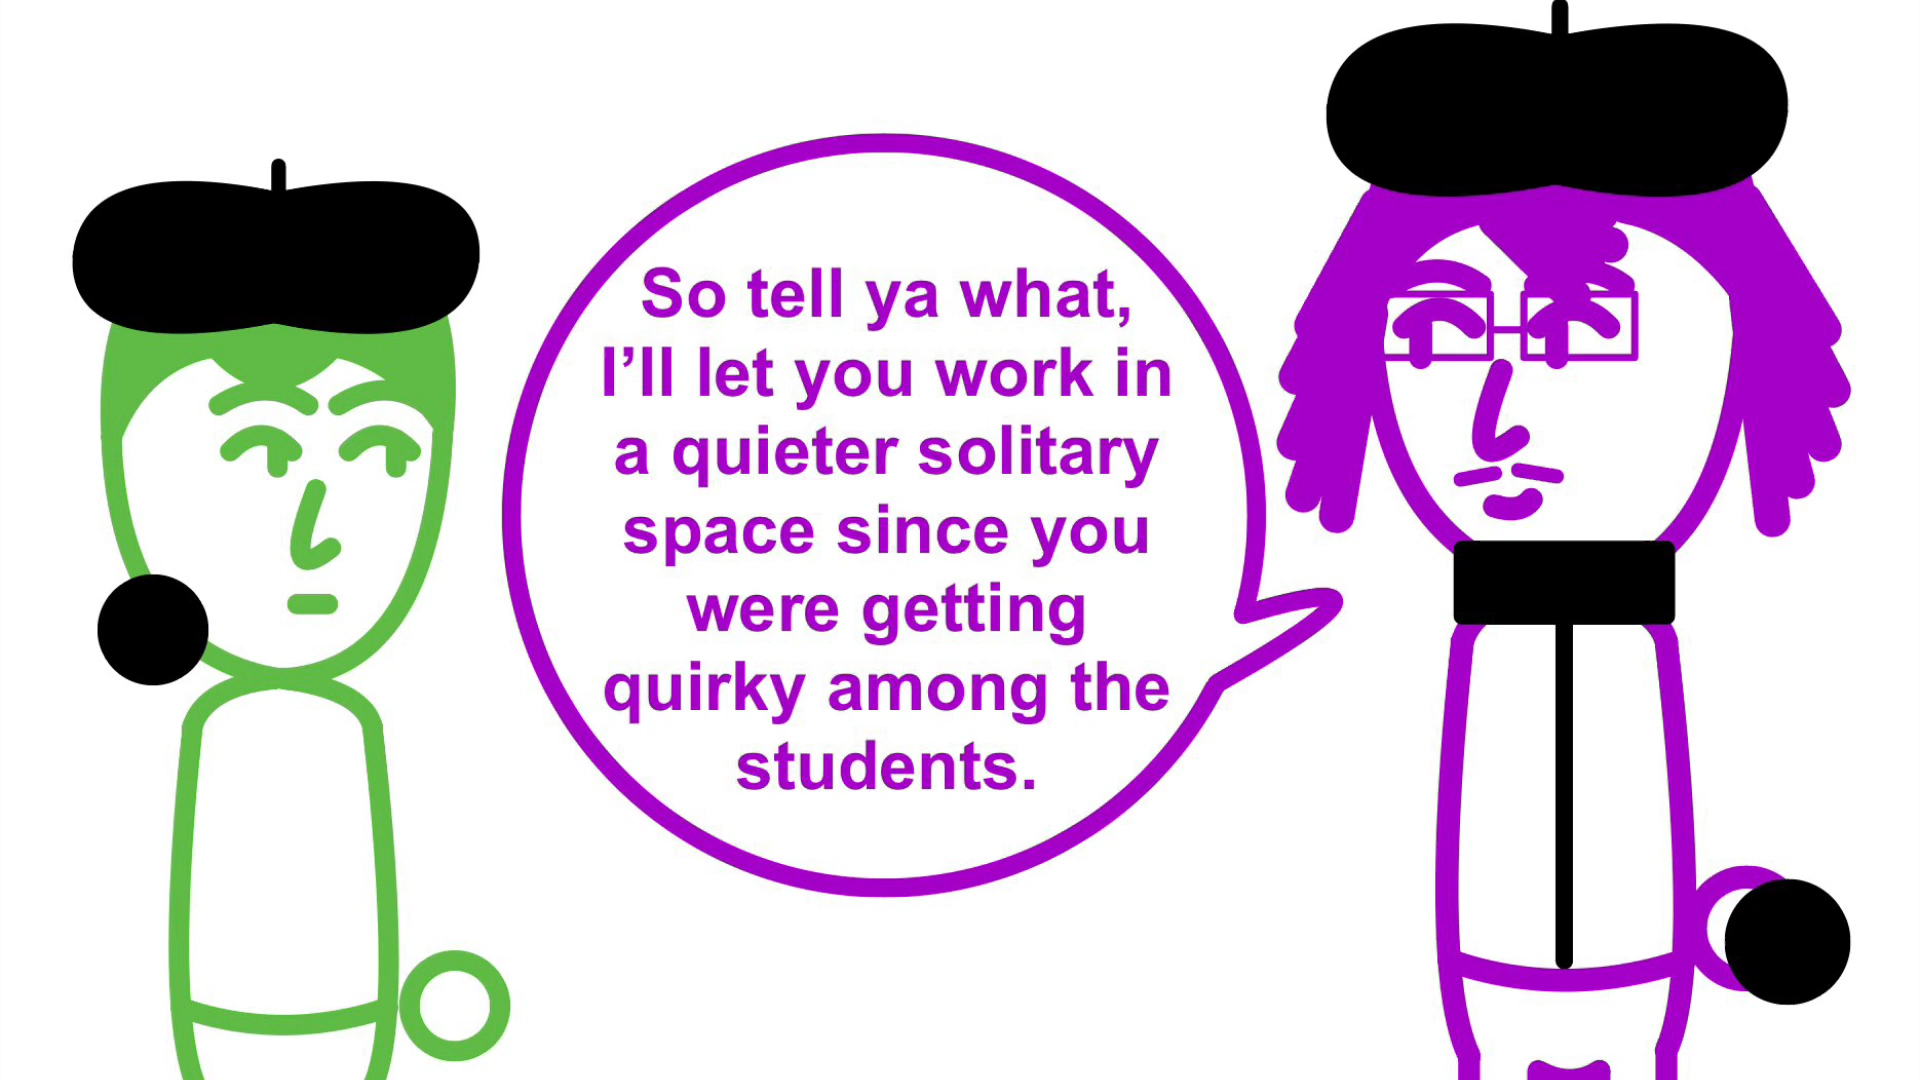 So tell ya what,
I’ll let you work in
a quieter solitary
space since you
were getting
quirky among the
students.